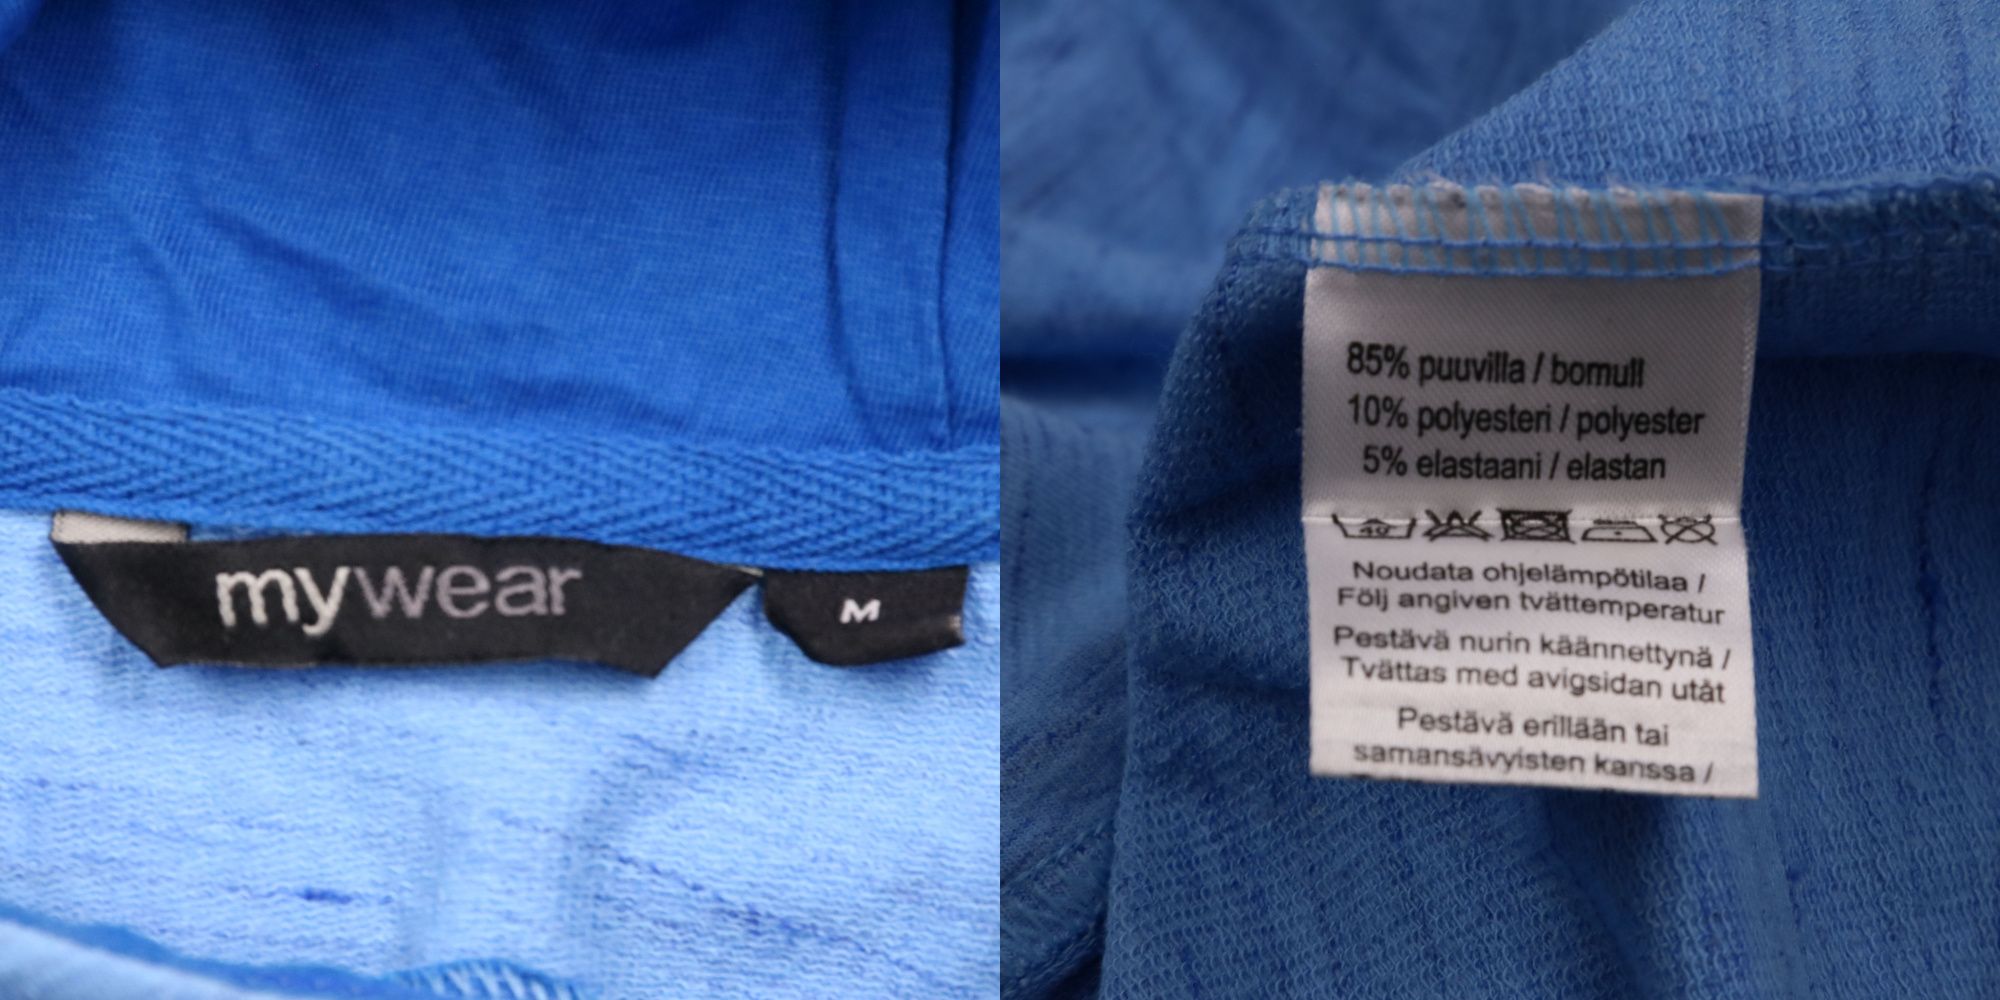 mywear
M
85% puuvilla / bomull
10% polyesteri / polyester
5% elastaani / elastan
40
Noudata ohjelämpötilaa /
Följ angiven tvättemperatur
Pestävä nurin käännettynä /
Tvättas med avigsidan utåt
Pestävä erillään tai
samansävyisten kanssa /